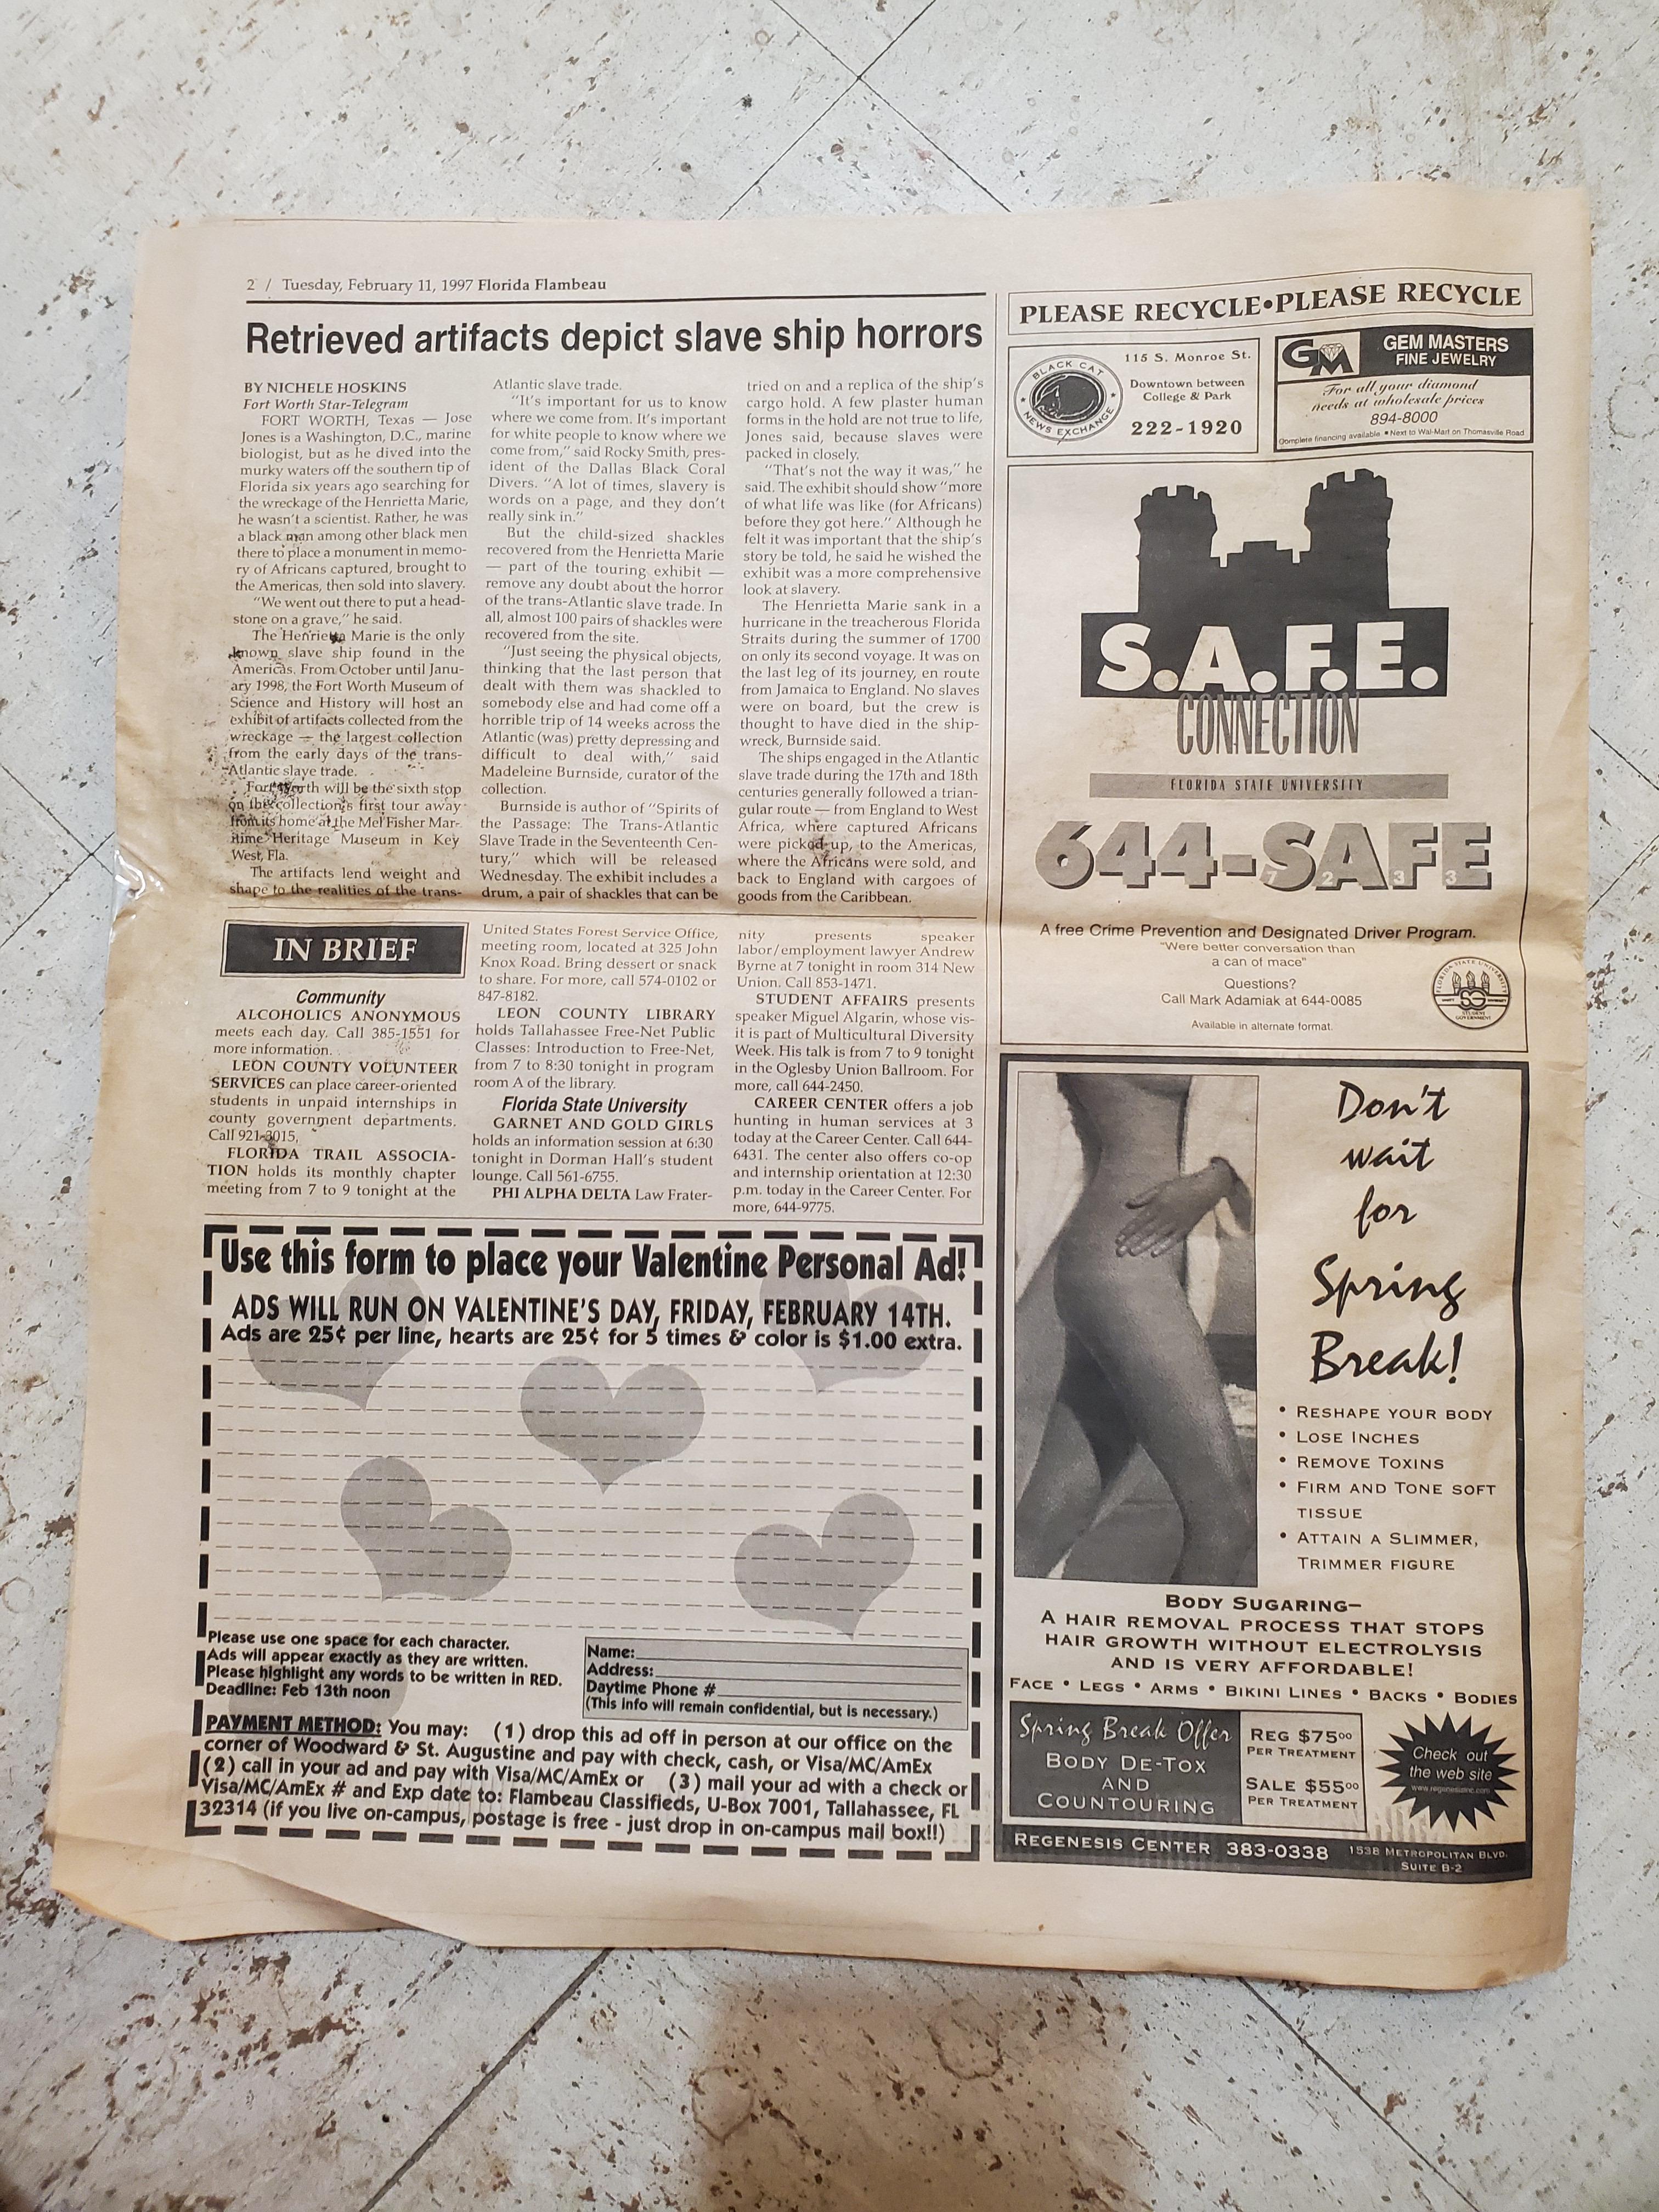 2 / Tuesday, February 11, 1997 Florida Flambeau
Retrieved artifacts depict slave ship horrors
BY NICHELE HOSKINS
Fort Worth Star-Telegram
FORT WORTH, Texas — Jose
Jones is a Washington, D.C., marine
biologist, but as he dived into the
murky waters off the southern tip of
Florida six years ago searching for
the wreckage of the Henrietta Marie,
he wasn't a scientist. Rather, he was
a black man among other black men
there to place a monument in memo-
ry of Africans captured, brought to
the Americas, then sold into slavery.
"We went out there to put a head-
stone on a grave," he said.
The Henrietta Marie is the only
known slave ship found in the
Americas. From October until Janu-
ary 1998, the Fort Worth Museum of
Science and History will host an
exhibit of artifacts collected from the
wreckage — the largest collection
from the early days of the trans-
Atlantic slave trade.
Fort Worth will be the sixth stop
on the collection's first tour away
from its home at the Mel Fisher Mar-
itime Heritage Museum in Key
West, Fla.
The artifacts lend weight and
shape to the realities of the trans-
Atlantic slave trade.
"It's important for us to know
where we come from. It's important
for white people to know where we
come from," said Rocky Smith, pres-
ident of the Dallas Black Coral
Divers. "A lot of times, slavery is
words on a page, and they don't
really sink in."
But the child-sized shackles
recovered from the Henrietta Marie
— part of the touring exhibit —
remove any doubt about the horror
of the trans-Atlantic slave trade. In
all, almost 100 pairs of shackles were
recovered from the site.
"Just seeing the physical objects,
thinking that the last person that
dealt with them was shackled to
somebody else and had come off a
horrible trip of 14 weeks across the
Atlantic (was) pretty depressing and
difficult to deal with," said
Madeleine Burnside, curator of the
collection.
Burnside is author of "Spirits of
the Passage: The Trans-Atlantic
Slave Trade in the Seventeenth Cen-
tury," which will be released
Wednesday. The exhibit includes a
drum, a pair of shackles that can be
tried on and a replica of the ship's
cargo hold. A few plaster human
forms in the hold are not true to life,
Jones said, because slaves were
packed in closely.
"That's not the way it was," he
said. The exhibit should show "more
of what life was like (for Africans)
before they got here." Although he
felt it was important that the ship's
story be told, he said he wished the
exhibit was a more comprehensive
look at slavery.
The Henrietta Marie sank in a
hurricane in the treacherous Florida
Straits during the summer of 1700
on only its second voyage. It was on
the last leg of its journey, en route
from Jamaica to England. No slaves
were on board, but the crew is
thought to have died in the ship-
wreck, Burnside said.
The ships engaged in the Atlantic
slave trade during the 17th and 18th
centuries generally followed a trian-
gular route — from England to West
Africa, where captured Africans
were picked up, to the Americas,
where the Africans were sold, and
back to England with cargoes of
goods from the Caribbean.
IN BRIEF
Community
ALCOHOLICS ANONYMOUS
meets each day. Call 385-1551 for
more information.
LEON COUNTY VOLUNTEER
SERVICES can place career-oriented
students in unpaid internships in
county government departments.
Call 921-3015,
FLORIDA TRAIL ASSOCIA-
TION holds its monthly chapter
meeting from 7 to 9 tonight at the
United States Forest Service Office,
meeting room, located at 325 John
Knox Road. Bring dessert or snack
to share. For more, call 574-0102 or
847-8182.
LEON COUNTY LIBRARY
holds Tallahassee Free-Net Public
Classes: Introduction to Free-Net,
from 7 to 8:30 tonight in program
room A of the library.
Florida State University
GARNET AND GOLD GIRLS
holds an information session at 6:30
tonight in Dorman Hall's student
lounge. Call 561-6755.
PHI ALPHA DELTA Law Frater-
nity presents speaker
labor/employment lawyer Andrew
Byrne at 7 tonight in room 314 New
Union. Call 853-1471.
STUDENT AFFAIRS presents
speaker Miguel Algarin, whose vis-
it is part of Multicultural Diversity
Week. His talk is from 7 to 9 tonight
in the Oglesby Union Ballroom. For
more, call 644-2450.
CAREER CENTER offers a job
hunting in human services at 3
today at the Career Center. Call 644-
6431. The center also offers co-op
and internship orientation at 12:30
p.m. today in the Career Center. For
more, 644-9775.
Use this form to place your Valentine Personal Ad!
ADS WILL RUN ON VALENTINE'S DAY, FRIDAY, FEBRUARY 14TH.
Ads are 25¢ per line, hearts are 25¢ for 5 times & color is $1.00 extra.
Please use one space for each character.
Ads will appear exactly as they are written.
Please highlight any words to be written in RED.
Deadline: Feb 13th noon
Name:
Address:
Daytime Phone #
(This info will remain confidential, but is necessary.)
PAYMENT METHOD: You may: (1) drop this ad off in person at our office on the
corner of Woodward & St. Augustine and pay with check, cash, or Visa/MC/AmEx
(2) call in your ad and pay with Visa/MC/AmEx or (3) mail your ad with a check or
Visa/MC/AmEx # and Exp date to: Flambeau Classifieds, U-Box 7001, Tallahassee, FL
32314 (if you live on-campus, postage is free - just drop in on-campus mail box!!)
PLEASE RECYCLE•PLEASE RECYCLE
BLACK CAT
NEWS EXCHANGE
115 S. Monroe St.
Downtown between
College & Park
222-1920
GM
GEM MASTERS
FINE JEWELRY
For all your diamond
needs at wholesale prices
894-8000
Complete financing available. • Next to Wal-Mart on Thomasville Road
S.A.F.E.
CONNECTION
FLORIDA STATE UNIVERSITY
644-SAFE
7 2 3 3
A free Crime Prevention and Designated Driver Program.
"Were better conversation than
a can of mace"
Questions?
Call Mark Adamiak at 644-0085
Available in alternate format.
FLORIDA STATE UNIVERSITY
SG
STUDENT
GOVERNMENT
Don't
wait
for
Spring
Break!
• RESHAPE YOUR BODY
• LOSE INCHES
• REMOVE TOXINS
• FIRM AND TONE SOFT
TISSUE
• ATTAIN A SLIMMER,
TRIMMER FIGURE
BODY SUGARING—
A HAIR REMOVAL PROCESS THAT STOPS
HAIR GROWTH WITHOUT ELECTROLYSIS
AND IS VERY AFFORDABLE!
FACE • LEGS • ARMS • BIKINI LINES • BACKS • BODIES
Spring Break Offer
BODY DE-TOX
AND
COUNTOURING
REG $75.00
PER TREATMENT
SALE $55.00
PER TREATMENT
Check out
the web site
REGENESIS CENTER 383-0338
1538 METROPOLITAN BLVD.
SUITE B-2